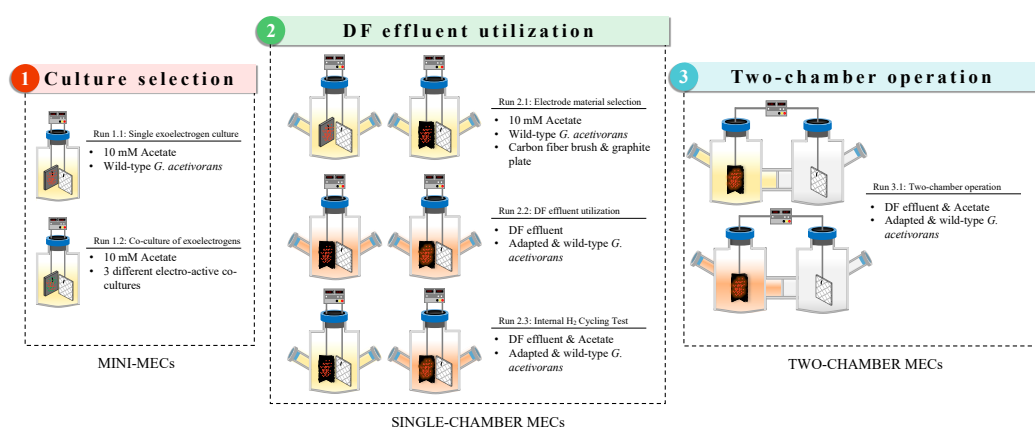 1 Culture selection
Run 1.1: Single exoelectrogen culture
• 10 mM Acetate
• Wild-type G. acetivorans
Run 1.2: Co-culture of exoelectrogens
• 10 mM Acetate
• 3 different electro-active co-
cultures
MINI-MECs
2 DF effluent utilization
Run 2.1: Electrode material selection
• 10 mM Acetate
• Wild-type G. acetivorans
• Carbon fiber brush & graphite
plate
Run 2.2: DF effluent utilization
• DF effluent
• Adapted & wild-type G.
acetivorans
Run 2.3: Internal H₂ Cycling Test
• DF effluent & Acetate
• Adapted & wild-type G.
acetivorans
SINGLE-CHAMBER MECs
3 Two-chamber operation
Run 3.1: Two-chamber operation
• DF effluent & Acetate
• Adapted & wild-type G.
acetivorans
TWO-CHAMBER MECs